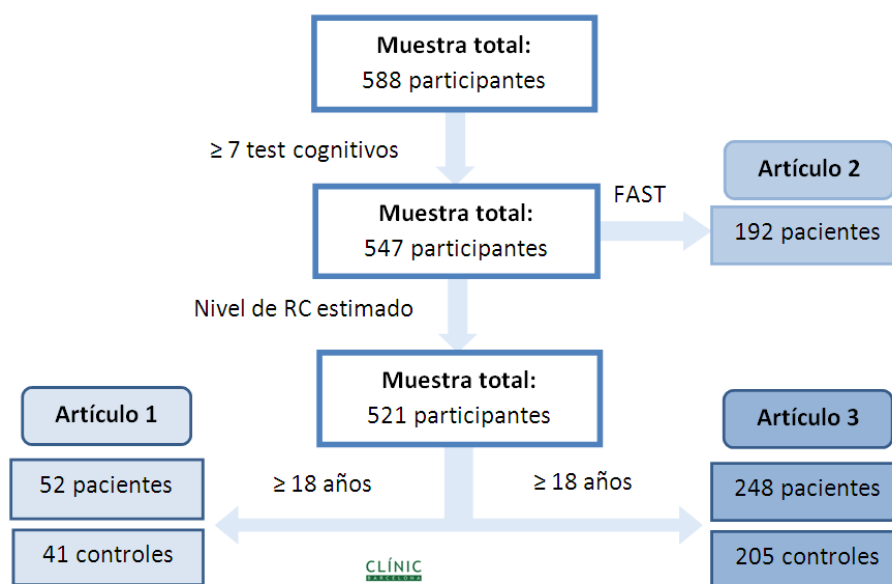 Muestra total:
588 participantes
≥ 7 test cognitivos
Artículo 2
FAST
Muestra total:
547 participantes
192 pacientes
Nivel de RC estimado
Muestra total:
521 participantes
Artículo 1
Artículo 3
52 pacientes
≥ 18 años
≥ 18 años
248 pacientes
41 controles
205 controles
CLÍNIC
BARCELONA